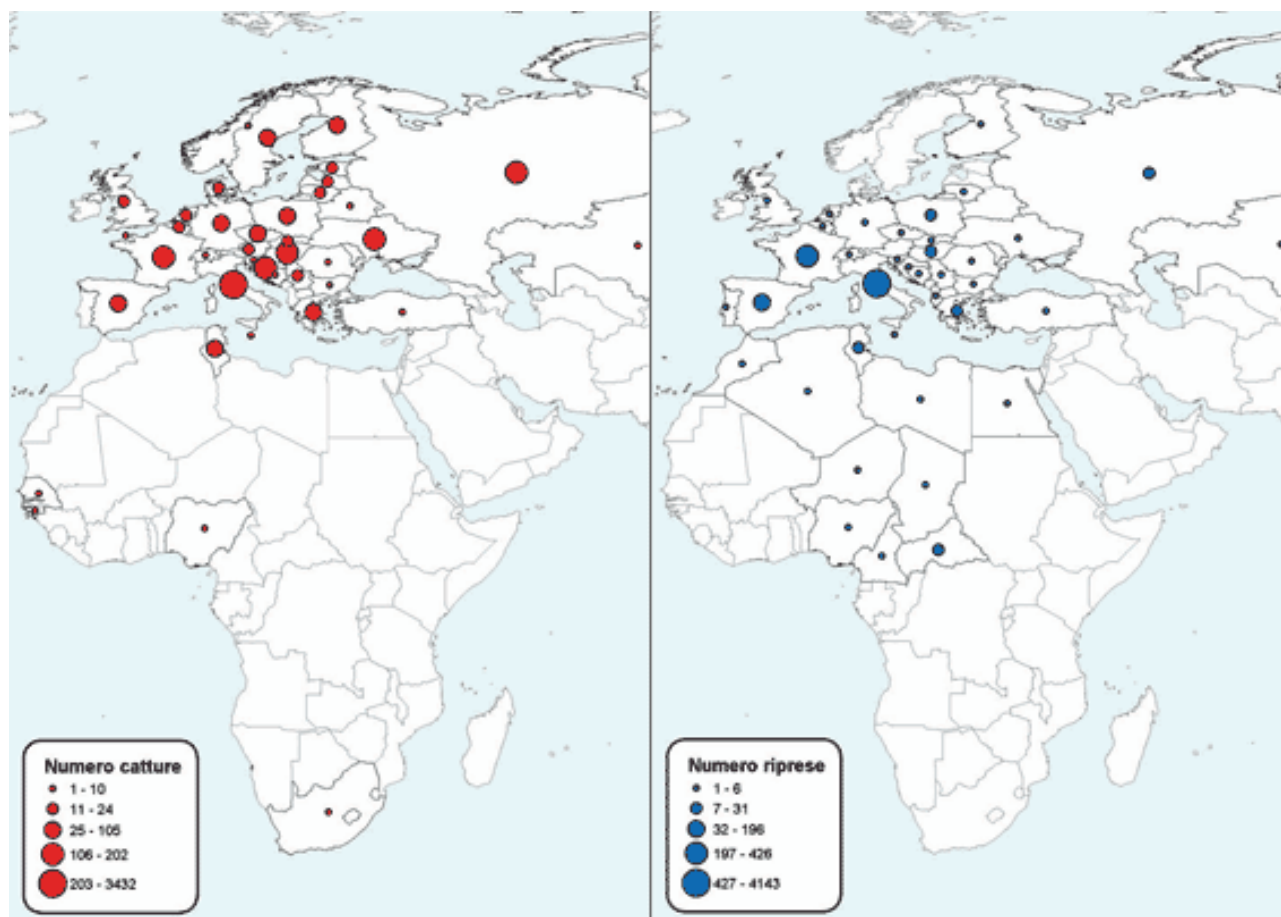 Numero catture
1 - 10
11 - 24
25 - 105
106 - 202
203 - 3432
Numero riprese
1 - 6
7 - 31
32 - 196
197 - 426
427 - 4143